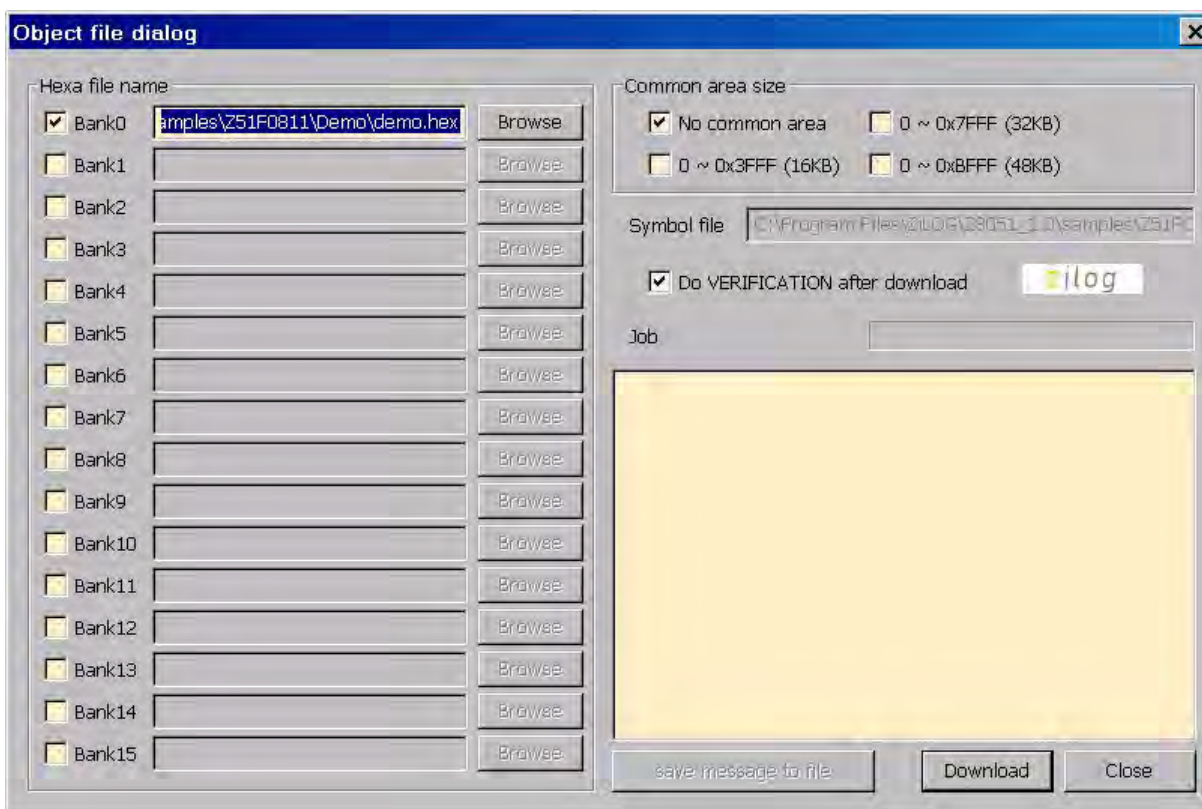 Object file dialog
Hexa file name
Bank0 amples\Z51F0811\Demo\demo.hex Browse
Bank1 Browse
Bank2 Browse
Bank3 Browse
Bank4 Browse
Bank5 Browse
Bank6 Browse
Bank7 Browse
Bank8 Browse
Bank9 Browse
Bank10 Browse
Bank11 Browse
Bank12 Browse
Bank13 Browse
Bank14 Browse
Bank15 Browse
Common area size
No common area 0 ~ 0x7FFF (32KB)
0 ~ 0x3FFF (16KB) 0 ~ 0xBFFF (48KB)
Symbol file C:\Program Files\ZiLOG\Z8051_1.0\samples\Z51F
Do VERIFICATION after download zilog
Job
save message to file Download Close